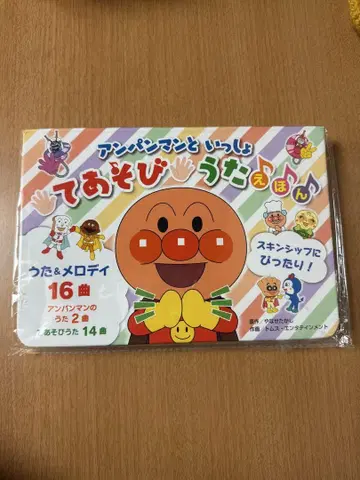 アンパンマンと いっしょ
てあそび うた えほん
うた&メロディ
16曲
アンパンマンの
うた 2曲
てあそびうた 14曲
スキンシップに
ぴったり!
原作/やなせたかし
作画/トムス・エンタテインメント